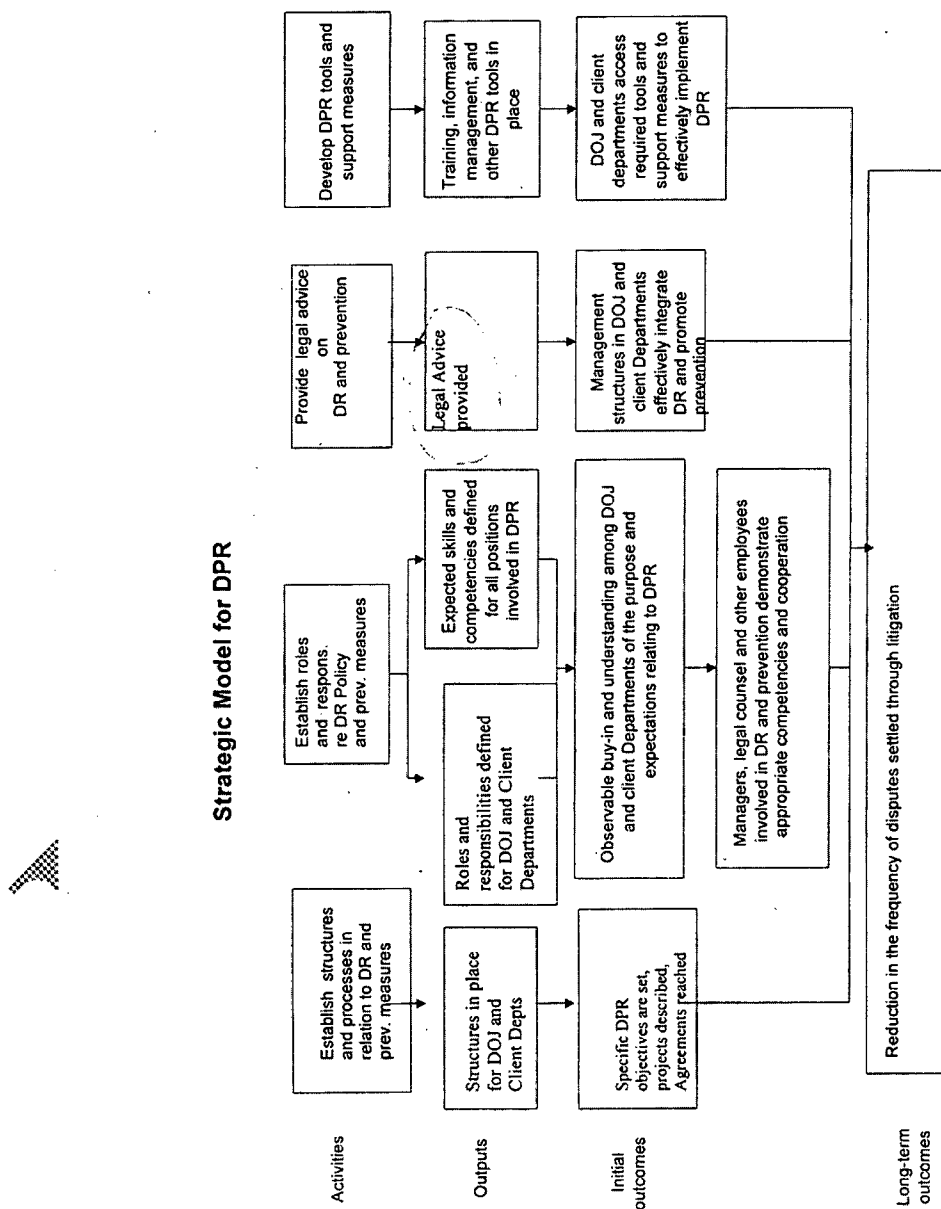 Strategic Model for DPR
Activities
Establish structures
and processes in
relation to DR and
prev. measures
Establish roles
and respons.
re DR Policy
and prev. measures
Provide legal advice
on
DR and prevention
Develop DPR tools and
support measures
Outputs
Structures in place
for DOJ and
Client Depts
Roles and
responsibilities defined
for DOJ and Client
Departments
Expected skills and
competencies defined
for all positions
involved in DPR
Legal Advice
provided
Training, information
management, and
other DPR tools in
place
Initial
outcomes
Specific DPR
objectives are set,
projects described,
Agreements reached
Observable buy-in and understanding among DOJ
and client Departments of the purpose and
expectations relating to DPR
Management
structures in DOJ and
client Departments
effectively integrate
DR and promote
prevention
DOJ and client
departments access
required tools and
support measures to
effectively implement
DPR
Managers, legal counsel and other employees
involved in DR and prevention demonstrate
appropriate competencies and cooperation
Long-term
outcomes
Reduction in the frequency of disputes settled through litigation